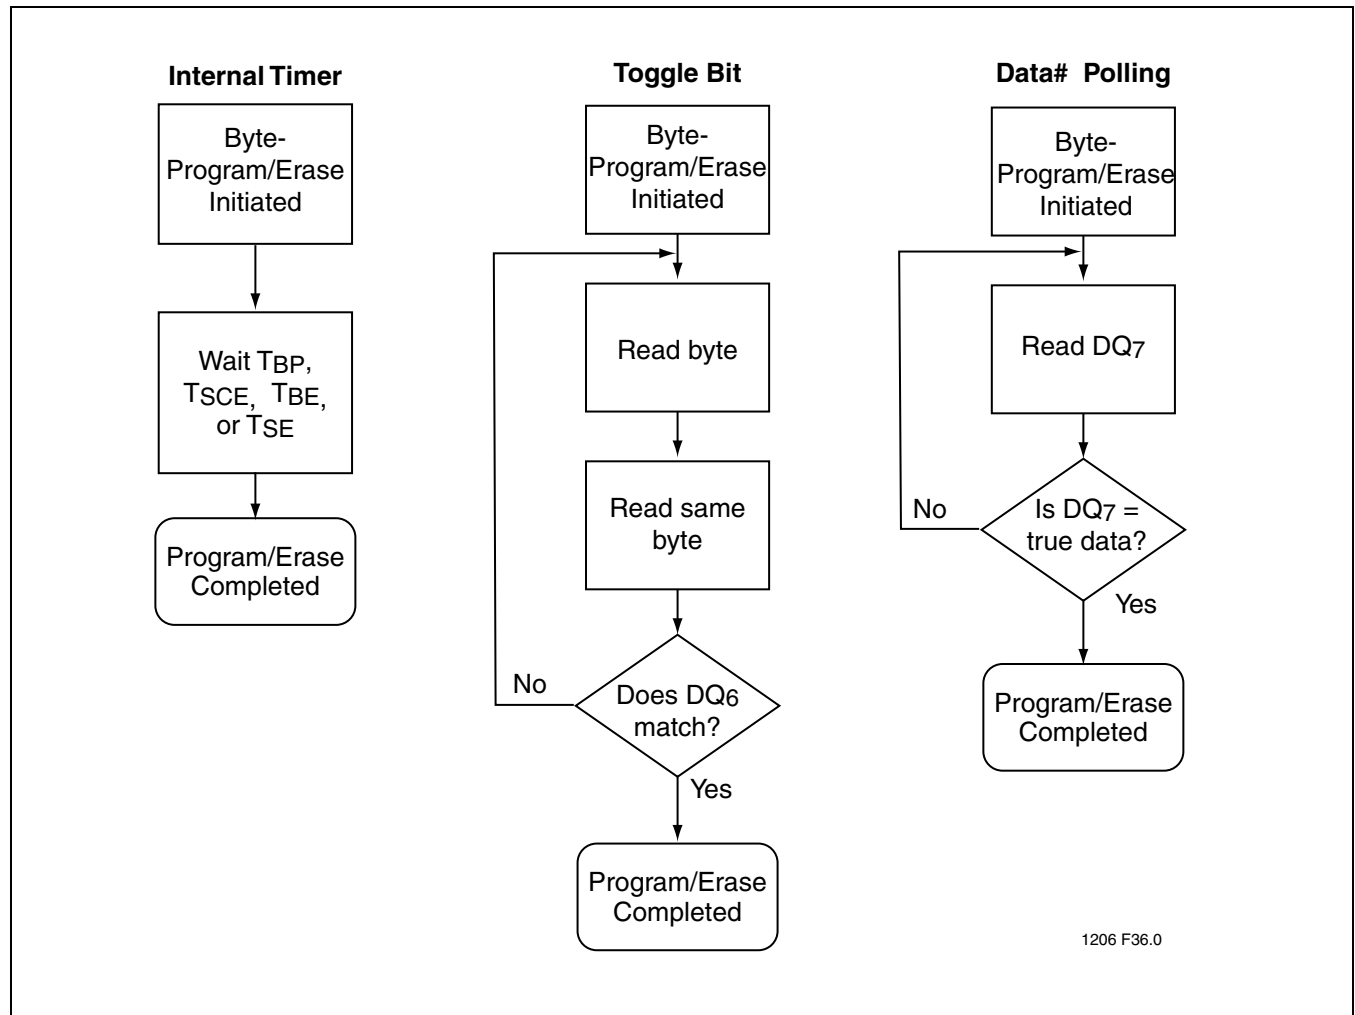 Internal Timer
Byte-
Program/Erase
Initiated
Wait TBP,
TSCE, TBE,
or TSE
Program/Erase
Completed
Toggle Bit
Byte-
Program/Erase
Initiated
Read byte
Read same
byte
No
Does DQ6
match?
Yes
Program/Erase
Completed
Data# Polling
Byte-
Program/Erase
Initiated
Read DQ7
No
Is DQ7 =
true data?
Yes
Program/Erase
Completed
1206 F36.0